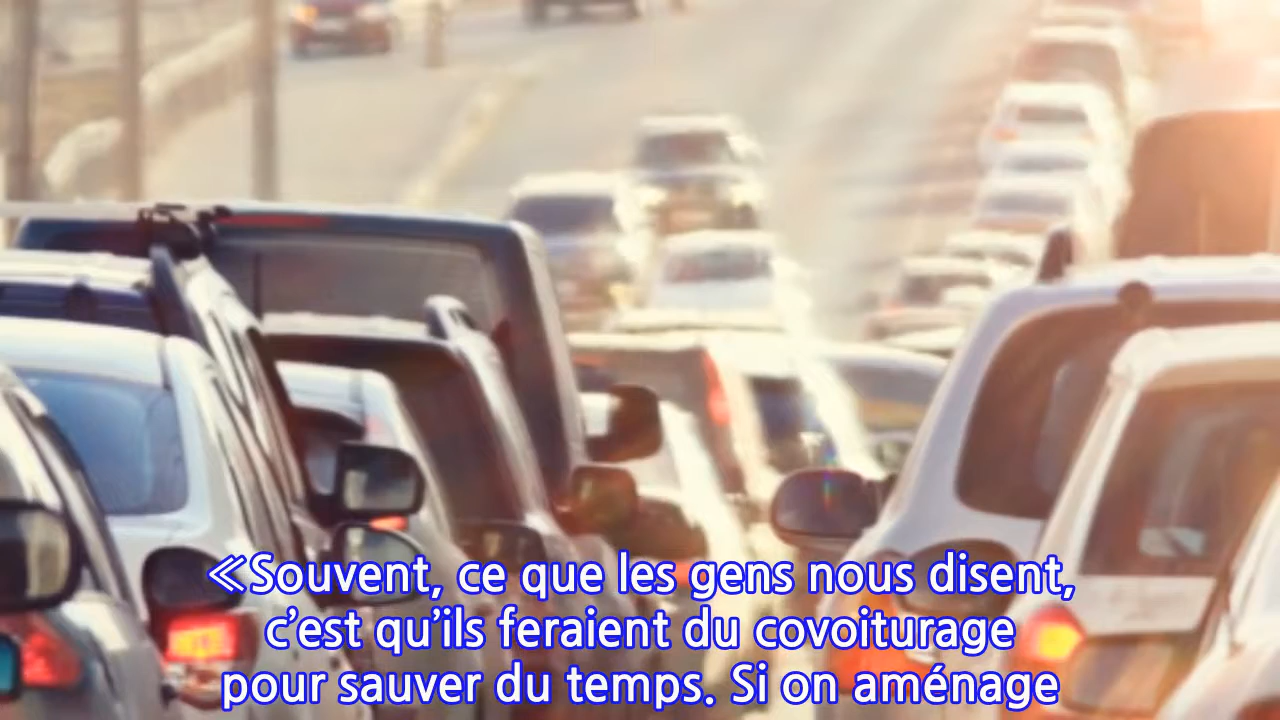 ≪Souvent, ce que les gens nous disent,
c’est qu’ils feraient du covoiturage
pour sauver du temps. Si on aménage